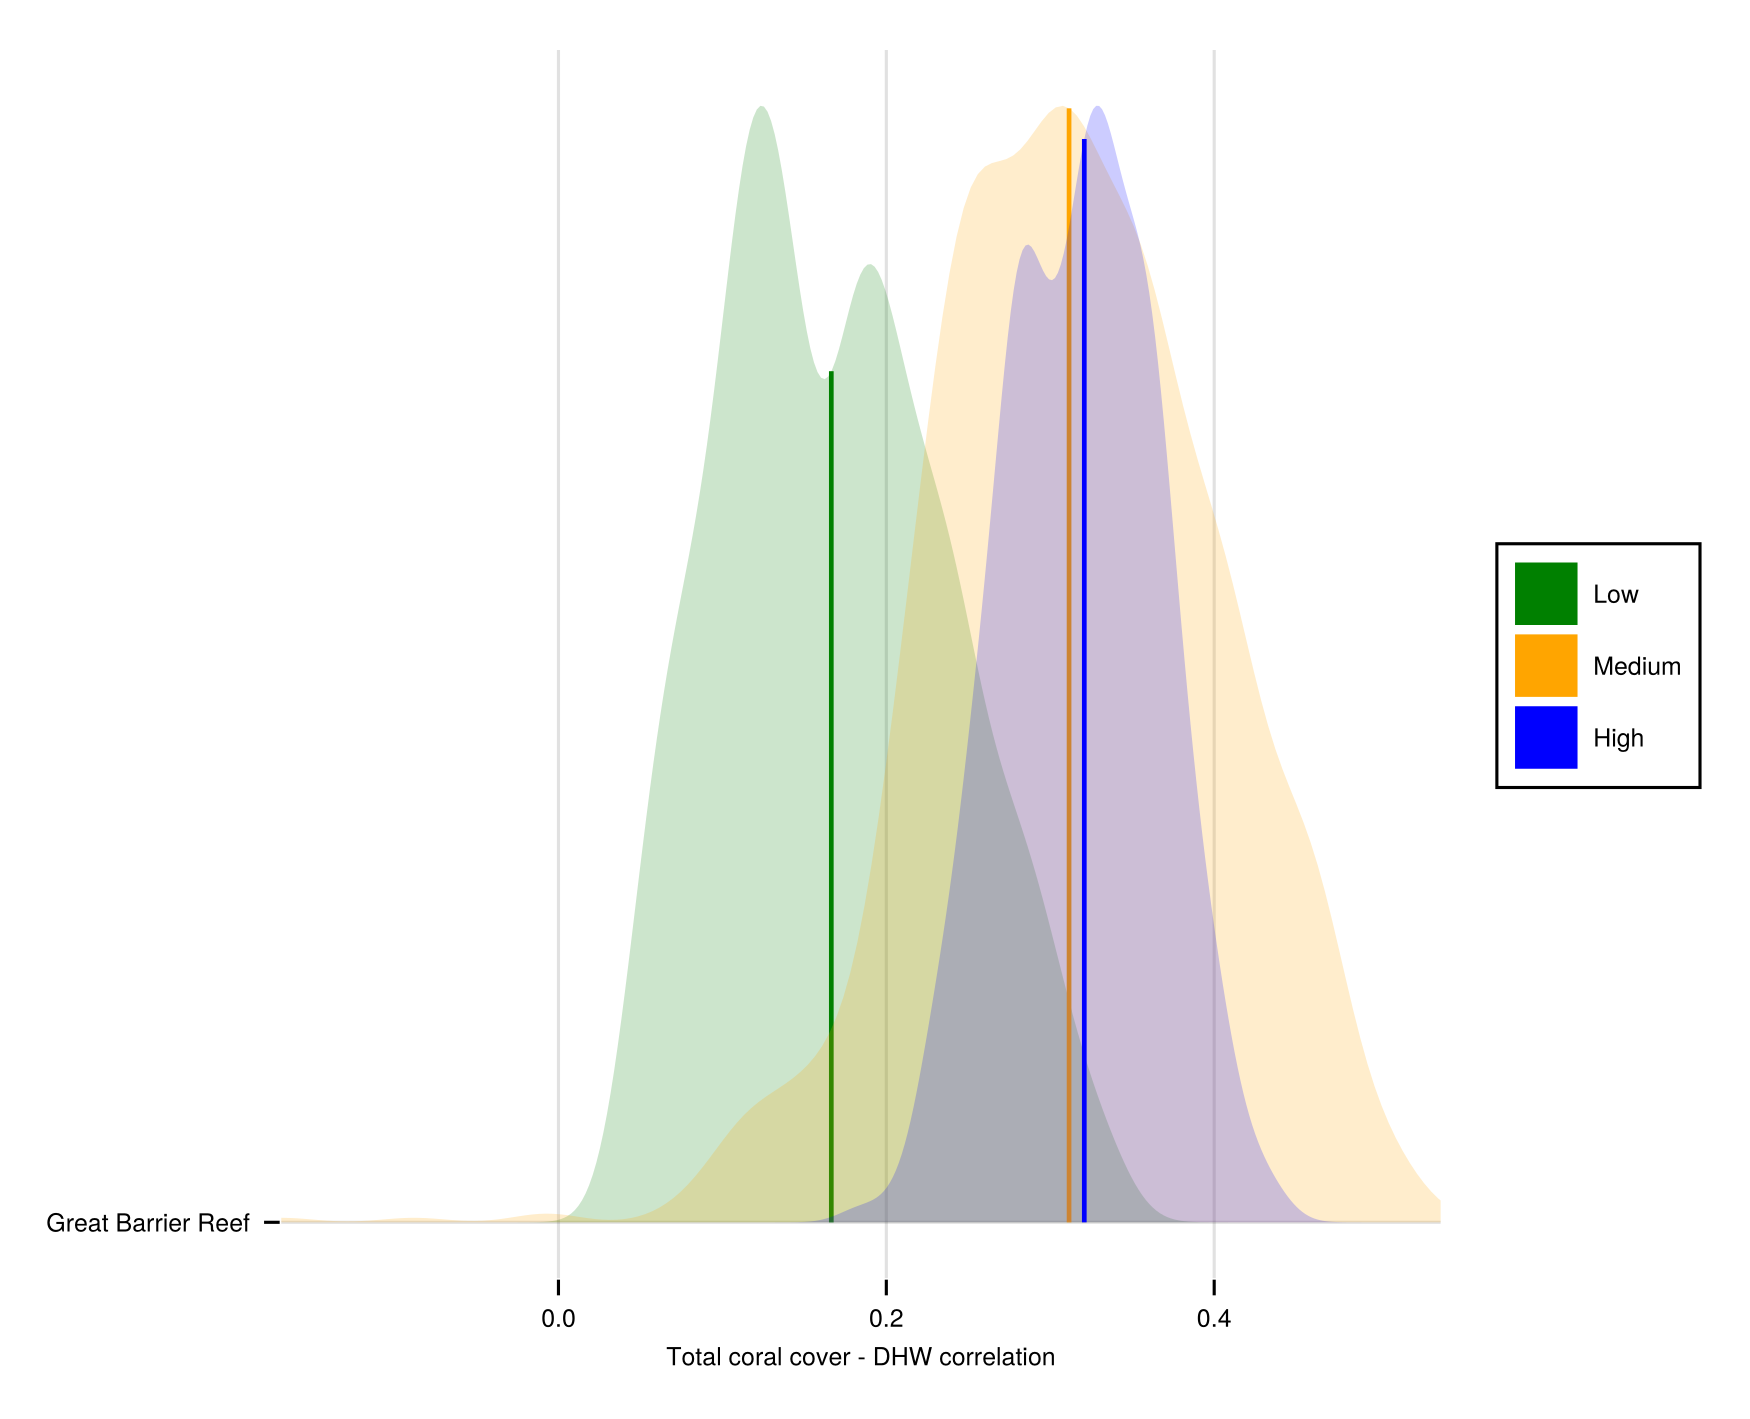 Low
Medium
High
Great Barrier Reef
0.0
0.2
0.4
Total coral cover - DHW correlation